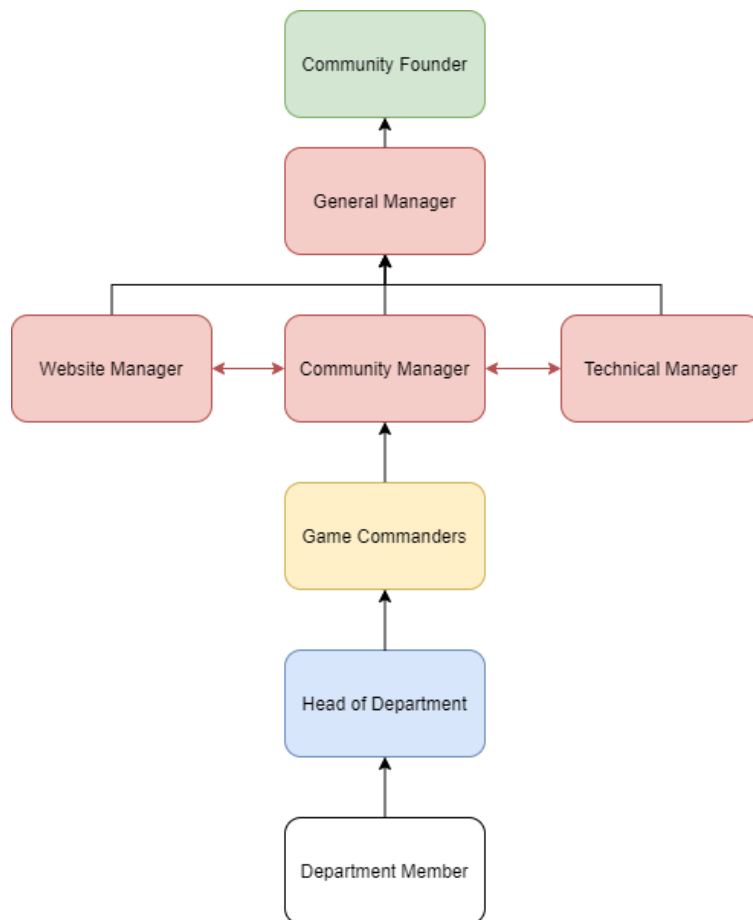 Community Founder
General Manager
Website Manager
Community Manager
Technical Manager
Game Commanders
Head of Department
Department Member